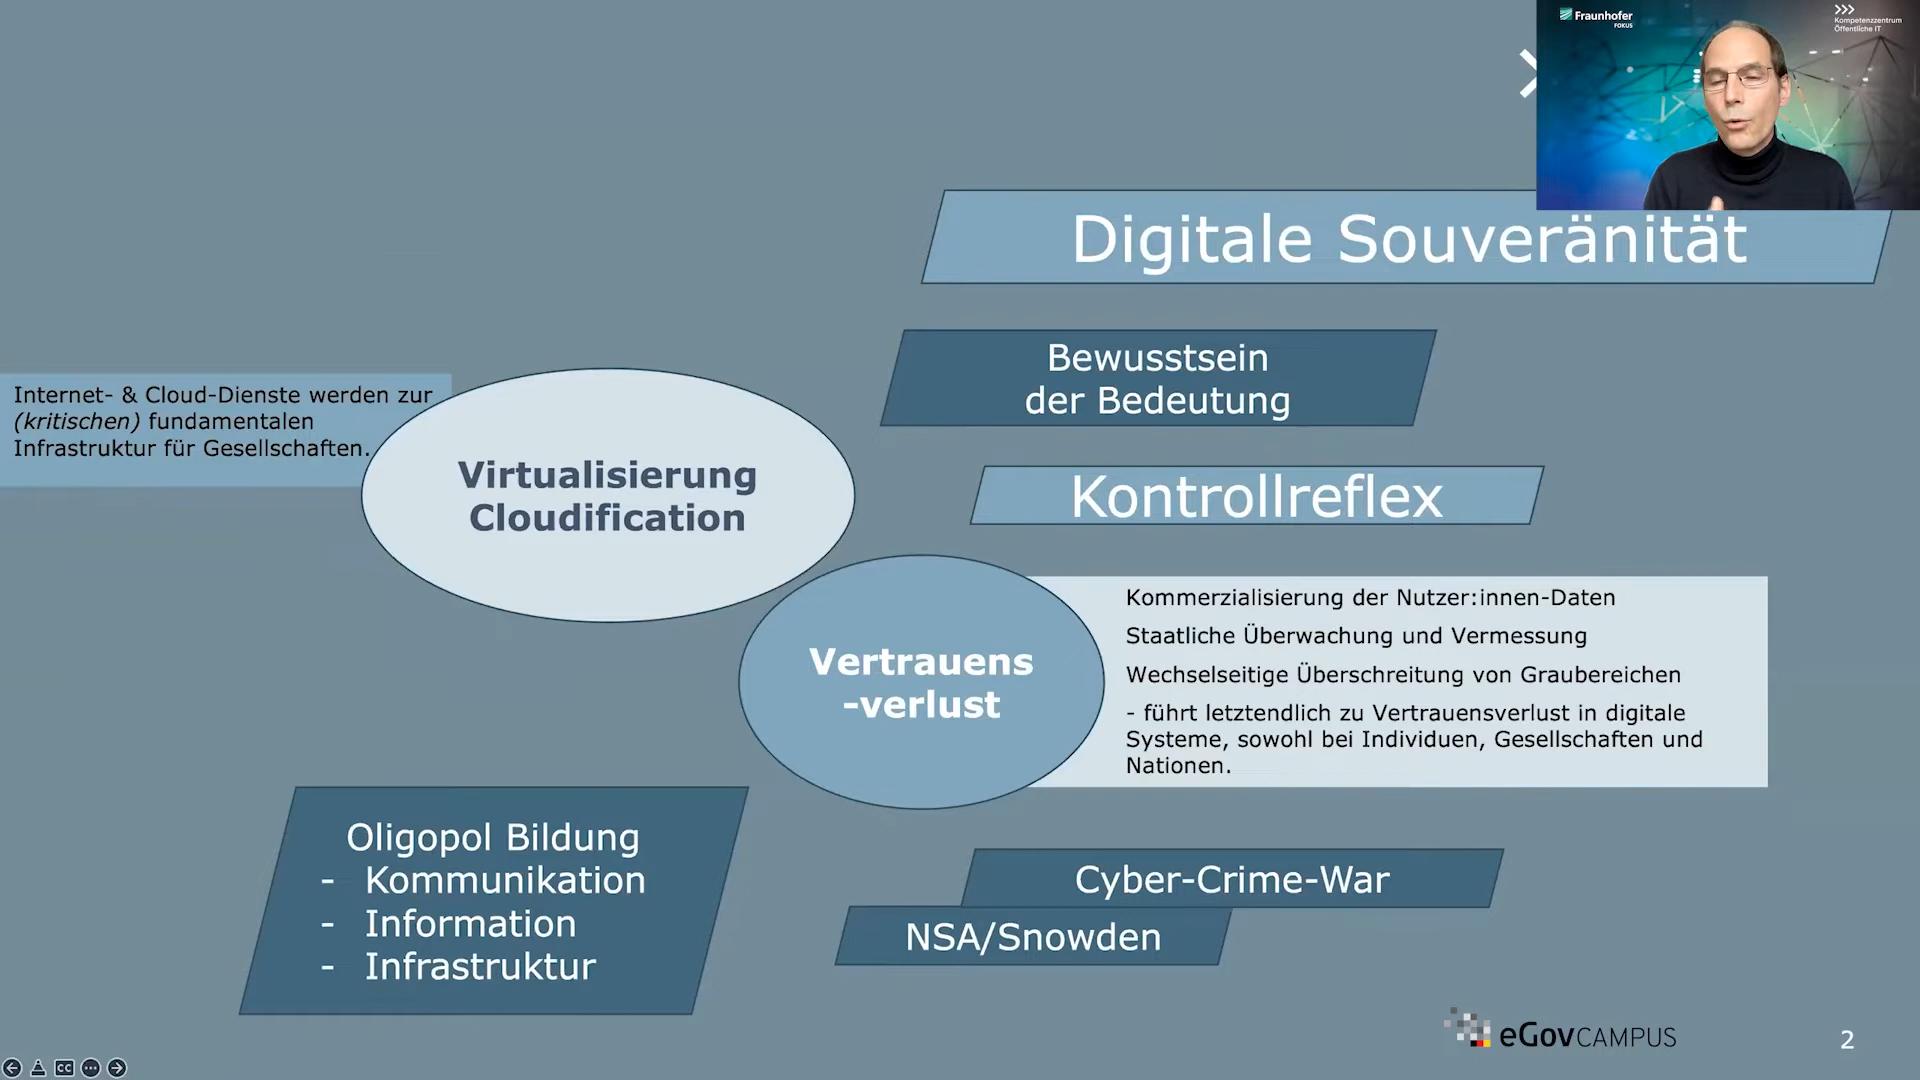 Fraunhofer
FOKUS
Kompetenzzentrum
Öffentliche IT
Digitale Souveränität
Bewusstsein
der Bedeutung
Internet- & Cloud-Dienste werden zur
(kritischen) fundamentalen
Infrastruktur für Gesellschaften.
Virtualisierung
Cloudification
Kontrollreflex
Vertrauens
-verlust
Kommerzialisierung der Nutzer:innen-Daten
Staatliche Überwachung und Vermessung
Wechselseitige Überschreitung von Graubereichen
- führt letztendlich zu Vertrauensverlust in digitale
Systeme, sowohl bei Individuen, Gesellschaften und
Nationen.
Oligopol Bildung
- Kommunikation
- Information
- Infrastruktur
Cyber-Crime-War
NSA/Snowden
eGovCAMPUS
2
CC